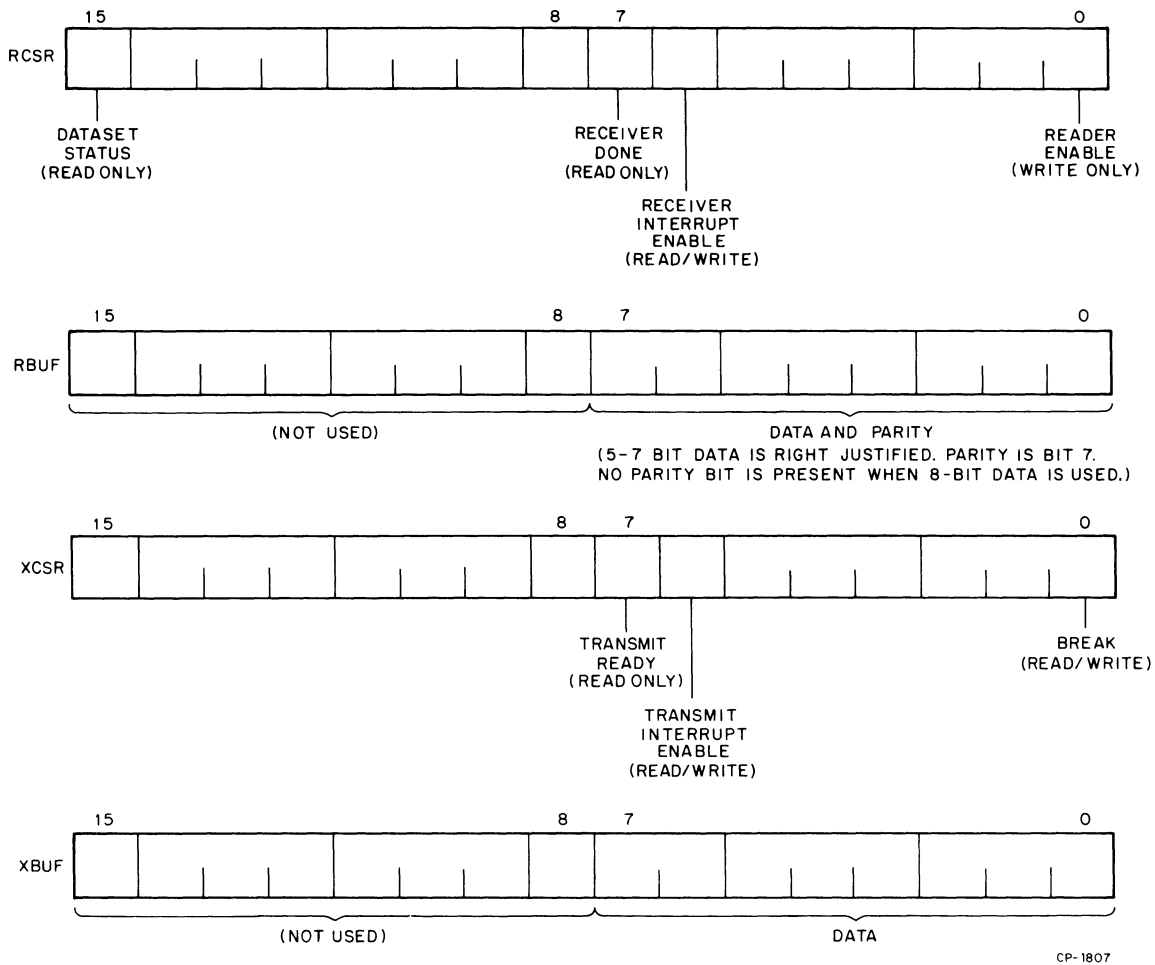 15 8 7 0
RCSR
DATASET
STATUS
(READ ONLY)
RECEIVER
DONE
(READ ONLY)
READER
ENABLE
(WRITE ONLY)
RECEIVER
INTERRUPT
ENABLE
(READ/WRITE)
15 8 7 0
RBUF
(NOT USED)
DATA AND PARITY
(5-7 BIT DATA IS RIGHT JUSTIFIED. PARITY IS BIT 7.
NO PARITY BIT IS PRESENT WHEN 8-BIT DATA IS USED.)
15 8 7 0
XCSR
TRANSMIT
READY
(READ ONLY)
BREAK
(READ/WRITE)
TRANSMIT
INTERRUPT
ENABLE
(READ/WRITE)
15 8 7 0
XBUF
(NOT USED)
DATA
CP-1807